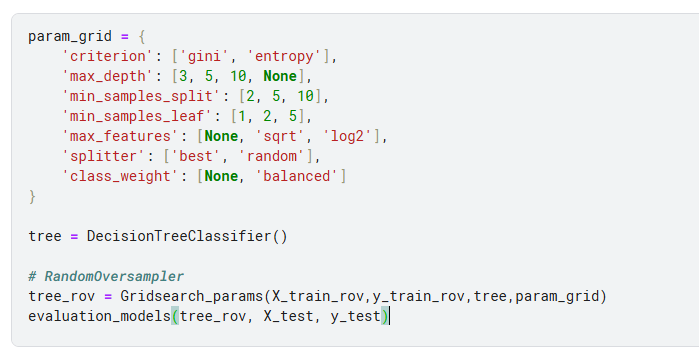 param_grid = {
    'criterion': ['gini', 'entropy'],
    'max_depth': [3, 5, 10, None],
    'min_samples_split': [2, 5, 10],
    'min_samples_leaf': [1, 2, 5],
    'max_features': [None, 'sqrt', 'log2'],
    'splitter': ['best', 'random'],
    'class_weight': [None, 'balanced']
}
tree = DecisionTreeClassifier()
# RandomOversampler
tree_rov = Gridsearch_params(X_train_rov,y_train_rov,tree,param_grid)
evaluation_models(tree_rov, X_test, y_test)